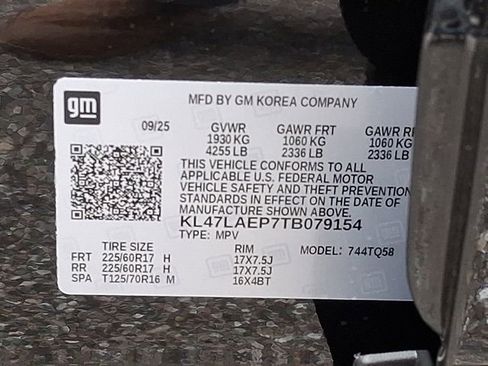 gm
MFD BY GM KOREA COMPANY
09/25 GVWR GAWR FRT GAWR
1930 KG 1060 KG 1060 KG
4255 LB 2336 LB 2336 LB
THIS VEHICLE CONFORMS TO ALL
APPLICABLE U.S. FEDERAL MOTOR
VEHICLE SAFETY AND THEFT PREVENTION
STANDARDS IN EFFECT ON THE DATE OF
MANUFACTURE SHOWN ABOVE.
KL47LAEP7TB079154
TYPE: MPV
TIRE SIZE RIM MODEL: 744TQ58
FRT 225/60R17 H 17X7.5J
RR 225/60R17 H 17X7.5J
SPA T125/70R16 M 16X4BT